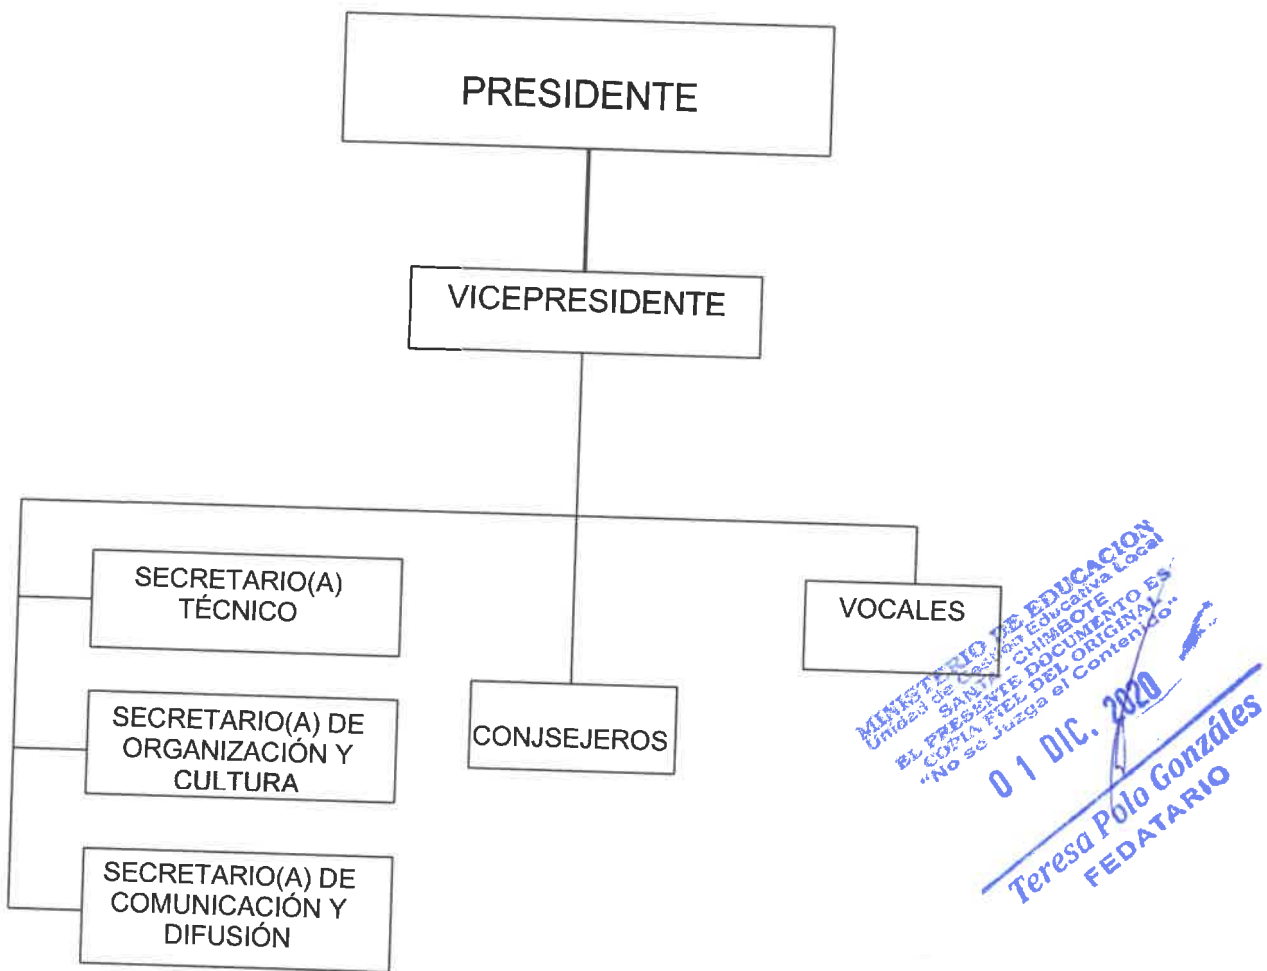 PRESIDENTE
VICEPRESIDENTE
SECRETARIO(A)
TÉCNICO
SECRETARIO(A) DE
ORGANIZACIÓN Y
CULTURA
SECRETARIO(A) DE
COMUNICACIÓN Y
DIFUSIÓN
CONJSEJEROS
VOCALES
MINISTERIO DE EDUCACION
Unidad de Gestión Educativa Local
SANTA - CHIMBOTE
EL PRESENTE DOCUMENTO ES
COPIA FIEL DEL ORIGINAL
"No se Juzga el Contenido"
0 1 DIC. 2020
Teresa Polo Gonzáles
FEDATARIO